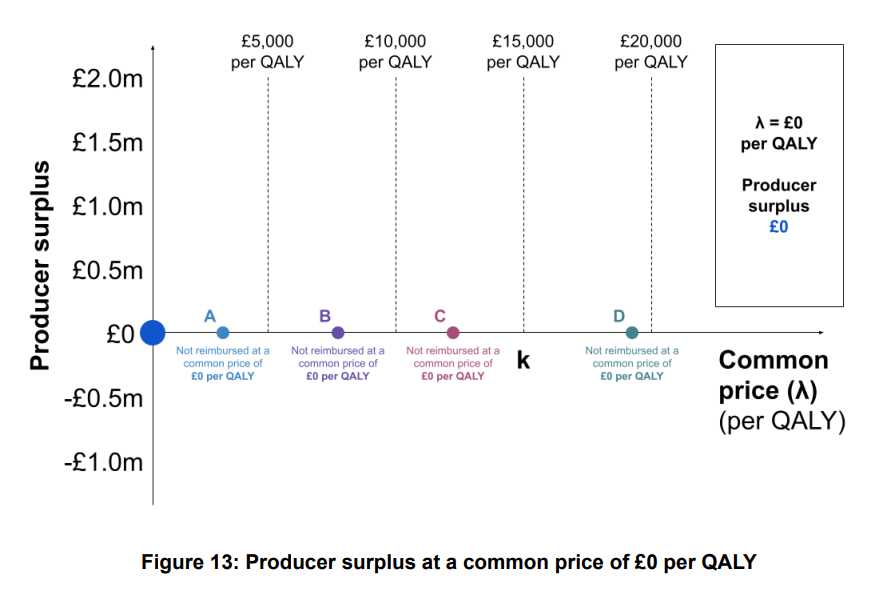 £5,000
per QALY
£10,000
per QALY
£15,000
per QALY
£20,000
per QALY
£2.0m
£1.5m
£1.0m
£0.5m
£0
-£0.5m
-£1.0m
Producer surplus
λ = £0
per QALY
Producer
surplus
£0
A
B
C
D
Not reimbursed at a
common price of
£0 per QALY
Not reimbursed at a
common price of
£0 per QALY
Not reimbursed at a
common price of
£0 per QALY
k
Not reimbursed at a
common price of
£0 per QALY
Common
price (λ)
(per QALY)
Figure 13: Producer surplus at a common price of £0 per QALY